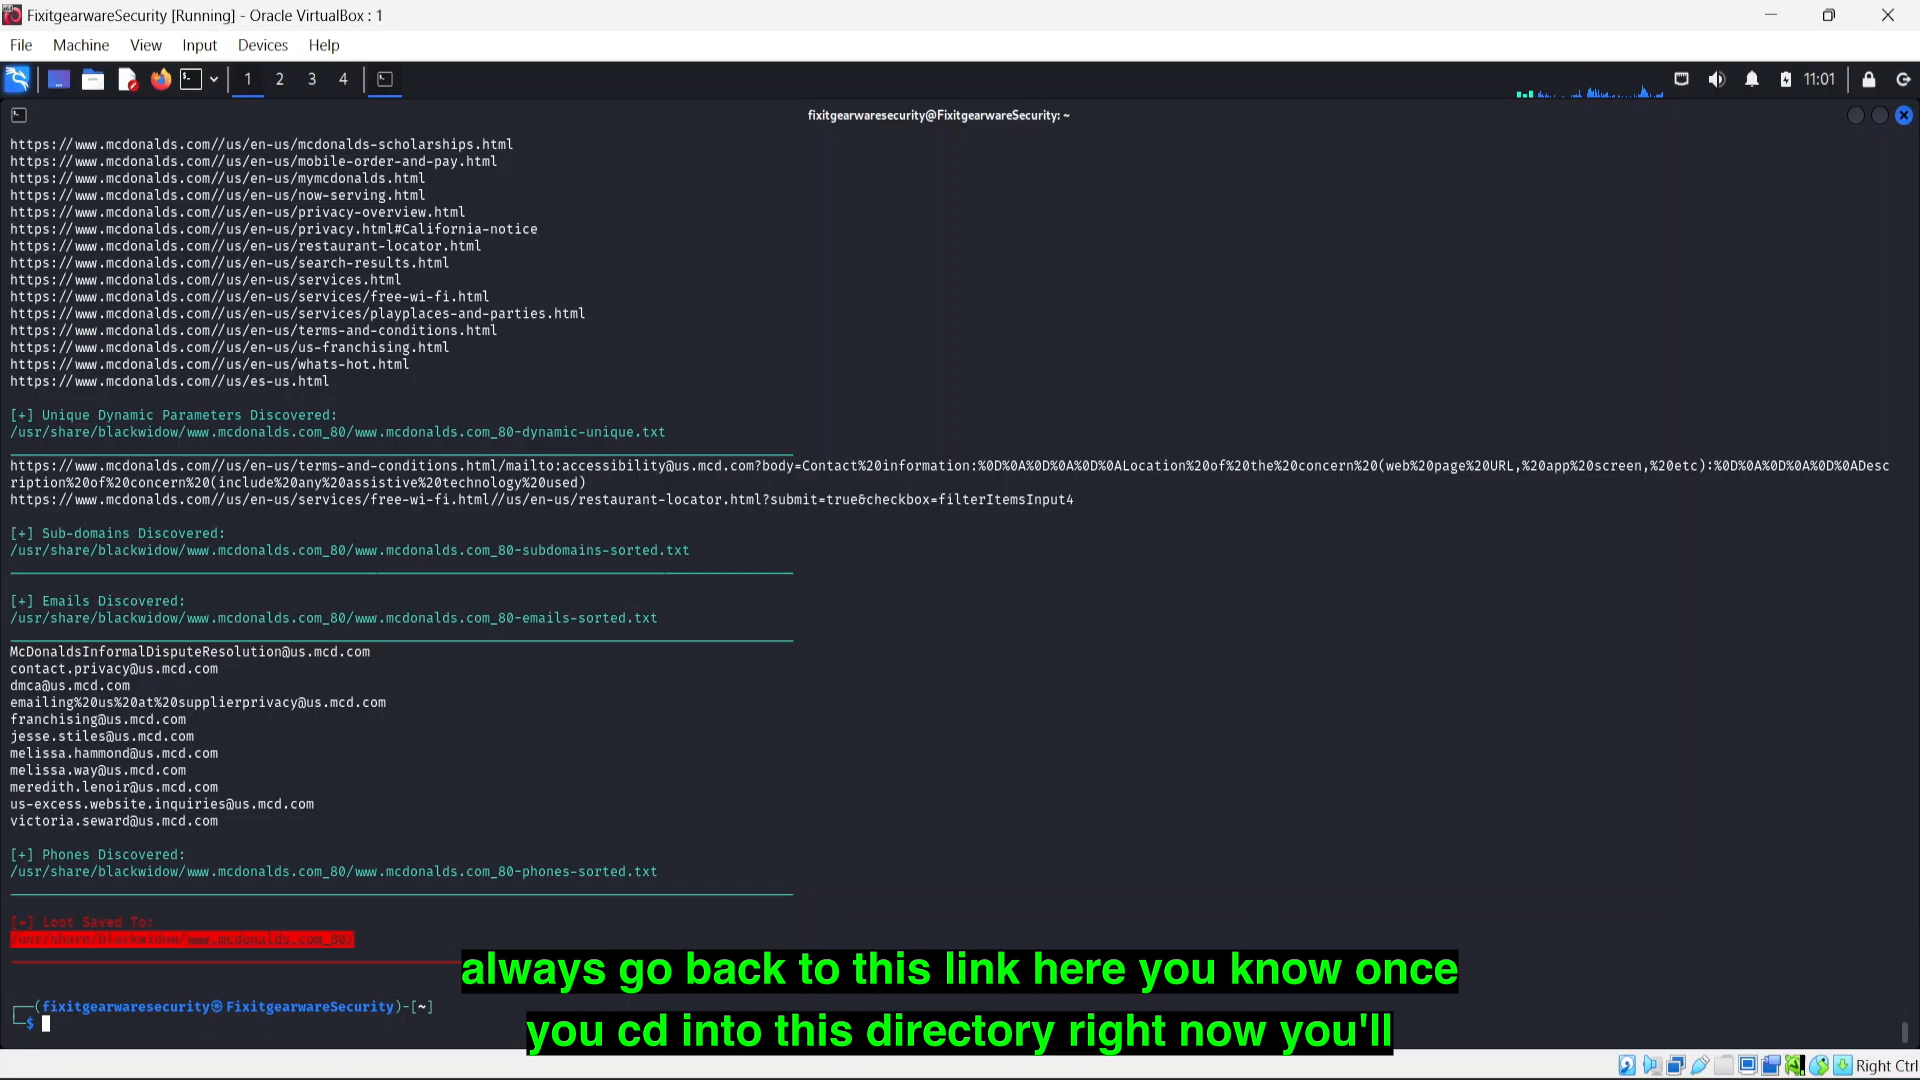 FixitgearwareSecurity [Running] - Oracle VirtualBox : 1
File Machine View Input Devices Help
1 2 3 4 11:01
fixitgearwaresecurity@FixitgearwareSecurity: ~
https://www.mcdonalds.com//us/en-us/mcdonalds-scholarships.html
https://www.mcdonalds.com//us/en-us/mobile-order-and-pay.html
https://www.mcdonalds.com//us/en-us/mymcdonalds.html
https://www.mcdonalds.com//us/en-us/now-serving.html
https://www.mcdonalds.com//us/en-us/privacy-overview.html
https://www.mcdonalds.com//us/en-us/privacy.html#California-notice
https://www.mcdonalds.com//us/en-us/restaurant-locator.html
https://www.mcdonalds.com//us/en-us/search-results.html
https://www.mcdonalds.com//us/en-us/services.html
https://www.mcdonalds.com//us/en-us/services/free-wi-fi.html
https://www.mcdonalds.com//us/en-us/services/playplaces-and-parties.html
https://www.mcdonalds.com//us/en-us/terms-and-conditions.html
https://www.mcdonalds.com//us/en-us/us-franchising.html
https://www.mcdonalds.com//us/en-us/whats-hot.html
https://www.mcdonalds.com//us/es-us.html
[+] Unique Dynamic Parameters Discovered:
/usr/share/blackwidow/www.mcdonalds.com_80/www.mcdonalds.com_80-dynamic-unique.txt
https://www.mcdonalds.com//us/en-us/terms-and-conditions.html/mailto:accessibility@us.mcd.com?body=Contact%20information:%0D%0A%0D%0A%0D%0ALocation%20of%20the%20concern%20(web%20page%20URL,%20app%20screen,%20etc):%0D%0A%0D%0A%0D%0ADesc
ription%20of%20concern%20(include%20any%20assistive%20technology%20used)
https://www.mcdonalds.com//us/en-us/services/free-wi-fi.html//us/en-us/restaurant-locator.html?submit=true&checkbox=filterItemsInput4
[+] Sub-domains Discovered:
/usr/share/blackwidow/www.mcdonalds.com_80/www.mcdonalds.com_80-subdomains-sorted.txt
[+] Emails Discovered:
/usr/share/blackwidow/www.mcdonalds.com_80/www.mcdonalds.com_80-emails-sorted.txt
McDonaldsInformalDisputeResolution@us.mcd.com
contact.privacy@us.mcd.com
dmca@us.mcd.com
emailing%20us%20at%20supplierprivacy@us.mcd.com
franchising@us.mcd.com
jesse.stiles@us.mcd.com
melissa.hammond@us.mcd.com
melissa.way@us.mcd.com
meredith.lenoir@us.mcd.com
us-excess.website.inquiries@us.mcd.com
victoria.seward@us.mcd.com
[+] Phones Discovered:
/usr/share/blackwidow/www.mcdonalds.com_80/www.mcdonalds.com_80-phones-sorted.txt
[+] Loot Saved To:
/usr/share/blackwidow/www.mcdonalds.com_80/
always go back to this link here you know once
you cd into this directory right now you'll
┌──(fixitgearwaresecurity㉿FixitgearwareSecurity)-[~]
└─$
Right Ctrl